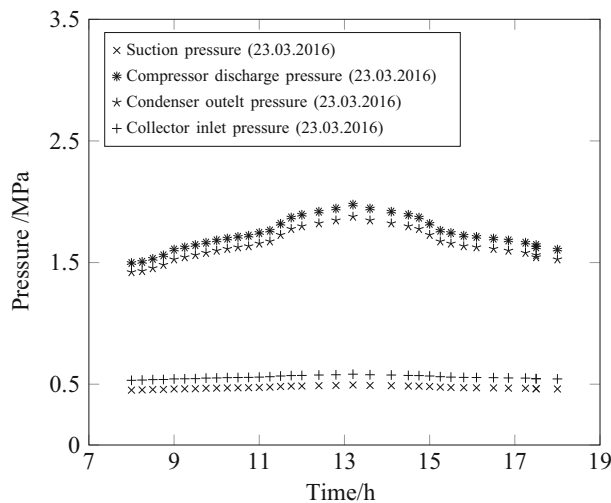 3.5
2.5
1.5
0.5
0
Pressure /MPa
× Suction pressure (23.03.2016)
✱ Compressor discharge pressure (23.03.2016)
☆ Condenser outelt pressure (23.03.2016)
+ Collector inlet pressure (23.03.2016)
7 9 11 13 15 17 19
Time/h